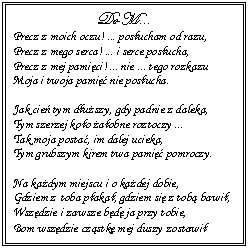 Do M...
Precz z moich oczu! ... posłucham od razu,
Precz z mego serca! ... i serce posłucha,
Precz z mej pamięci! ... nie ... tego rozkazu
Moja i twoja pamięć nie posłucha.

Jak cień tym dłuższy, gdy padnie z daleka,
Tym szerzej koło żałobne roztoczy ...
Tak moja postać, im dalej ucieka,
Tym grubszym kirem twą pamięć pomroczy.

Na każdym miejscu i o każdej dobie,
Gdziem z tobą płakał, gdziem się z tobą bawił,
Wszędzie i zawsze będę ja przy tobie,
Bom wszędzie cząstkę mej duszy zostawił